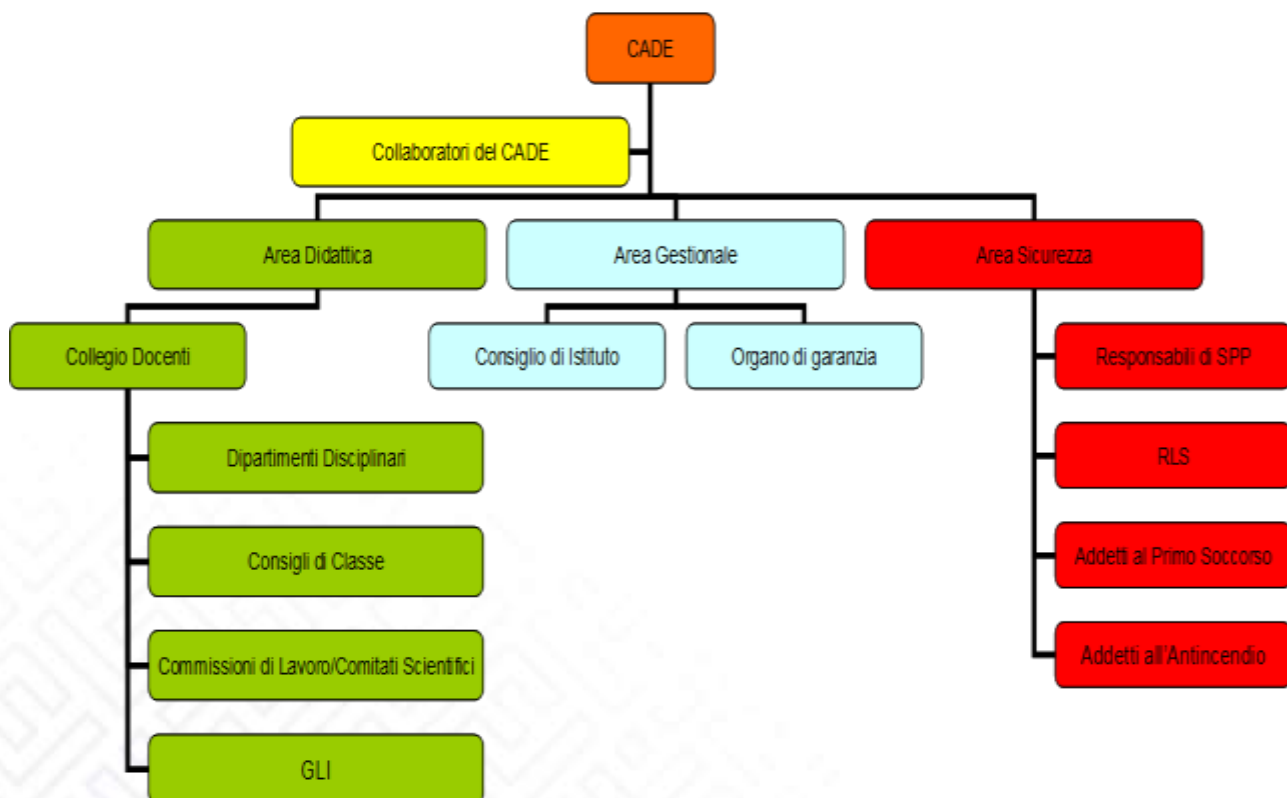 CADE
Collaboratori del CADE
Area Didattica
Area Gestionale
Area Sicurezza
Collegio Docenti
Consiglio di Istituto
Organo di garanzia
Responsabili di SPP
Dipartimenti Disciplinari
RLS
Consigli di Classe
Addetti al Primo Soccorso
Commissioni di Lavoro/Comitati Scientifici
Addetti all'Antincendio
GLI